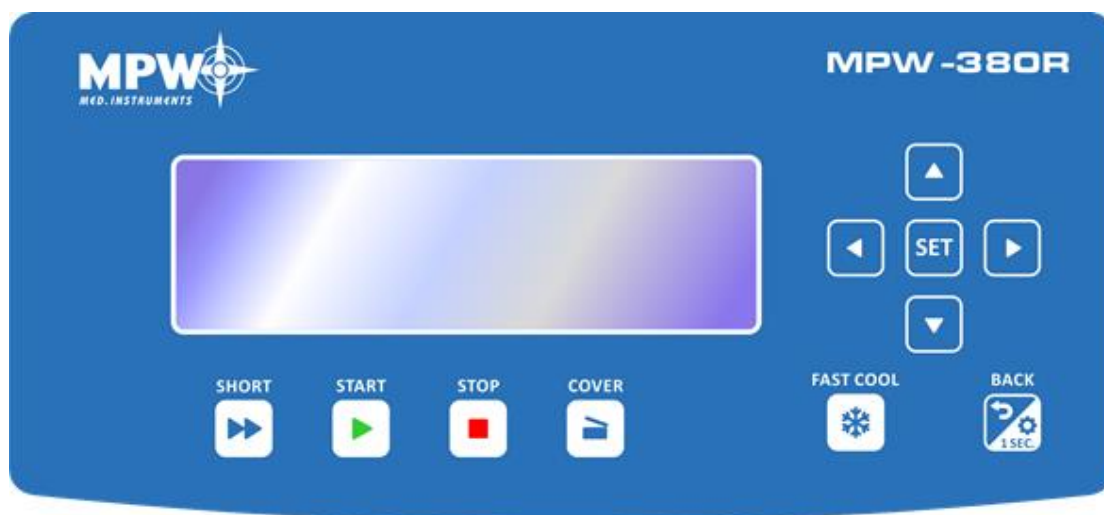 MPW
MED. INSTRUMENTS
MPW-380R
SET
SHORT
START
STOP
COVER
FAST COOL
BACK
1 SEC.